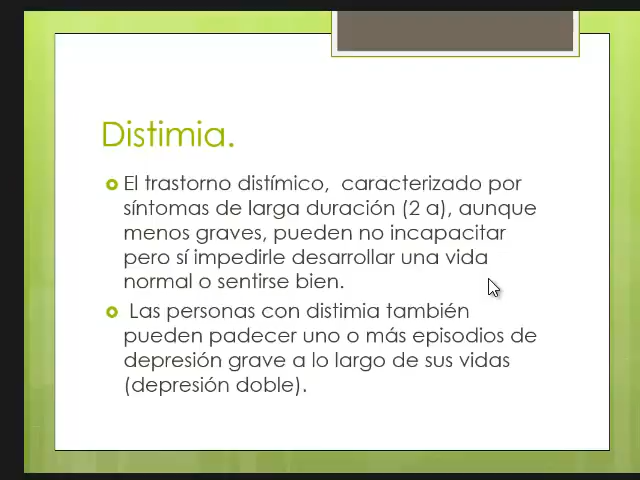 Distimia.
El trastorno distímico,  caracterizado por
síntomas de larga duración (2 a), aunque
menos graves, pueden no incapacitar
pero sí impedirle desarrollar una vida
normal o sentirse bien.
Las personas con distimia también
pueden padecer uno o más episodios de
depresión grave a lo largo de sus vidas
(depresión doble).